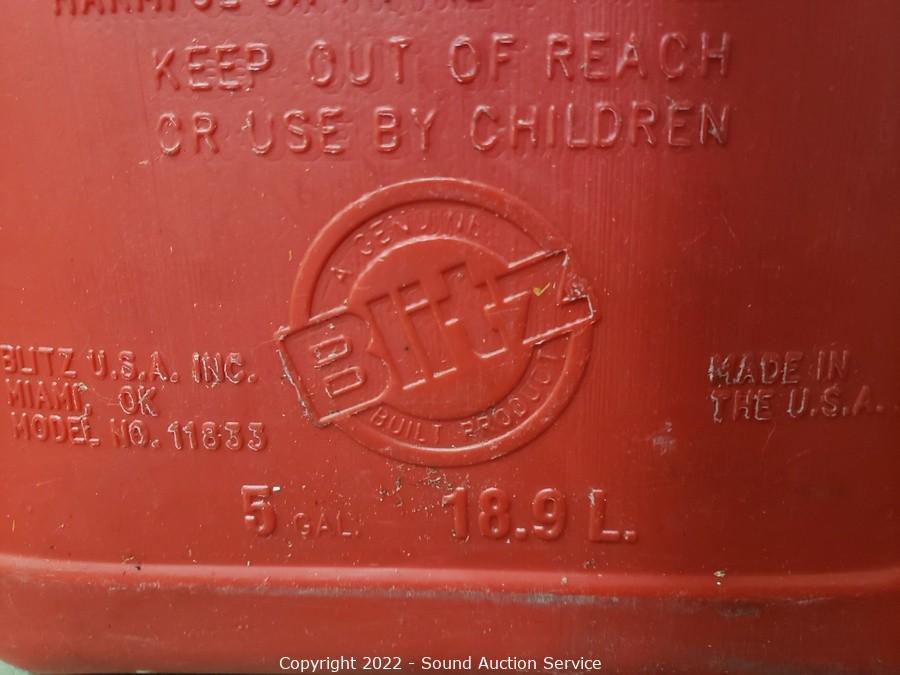 KEEP OUT OF REACH
OR USE BY CHILDREN
A GENUINE
Blitz
BUILT PRODUCT
BLITZ U.S.A. INC.
MIAMI, OK
MODEL NO. 11833
MADE IN
THE U.S.A.
5 GAL. 18.9 L.
Copyright 2022 - Sound Auction Service